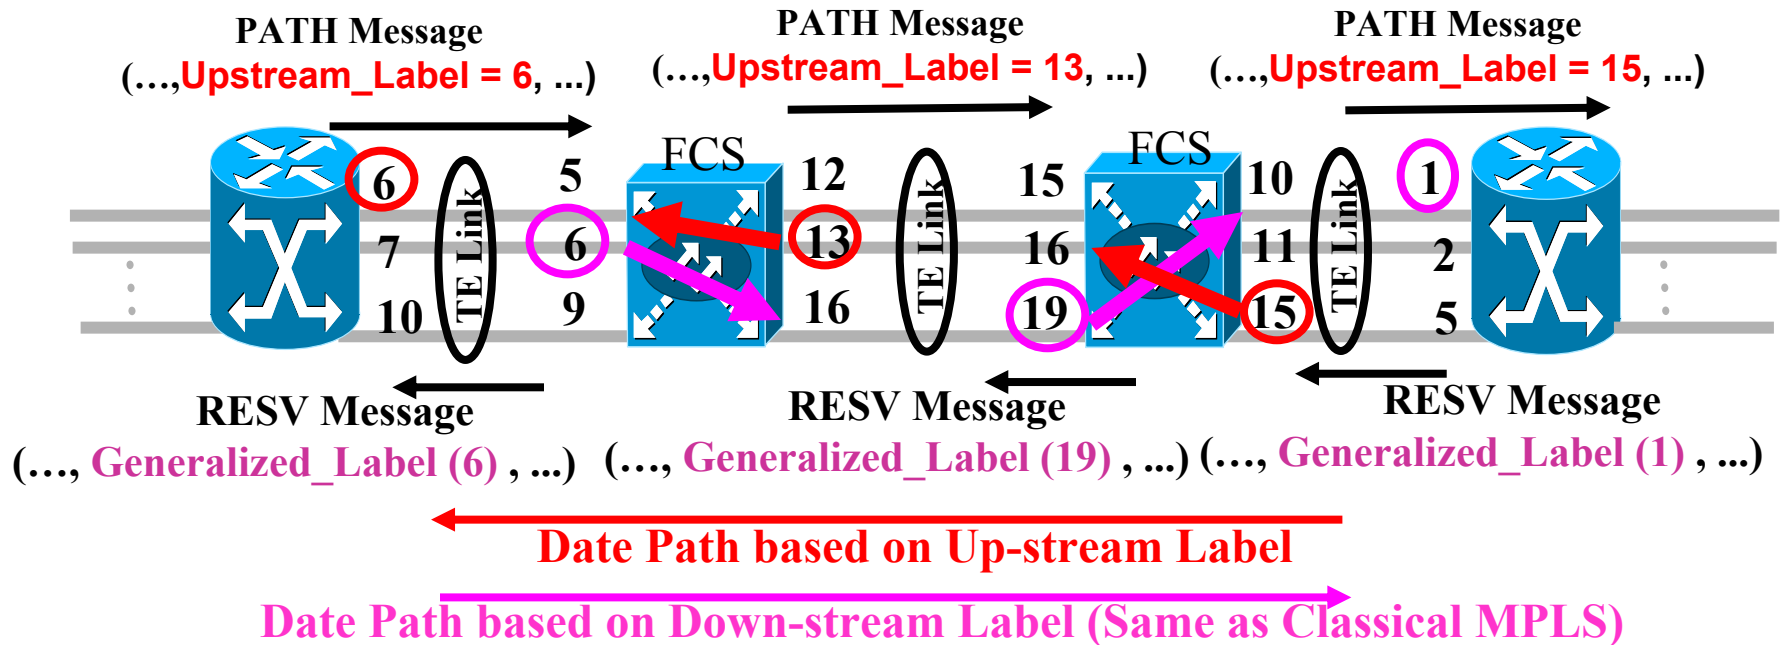 PATH Message
(...,Upstream_Label = 6, ...)
PATH Message
(...,Upstream_Label = 13, ...)
PATH Message
(...,Upstream_Label = 15, ...)
FCS
FCS
6
7
10
TE Link
5
6
9
12
13
16
TE Link
15
16
19
10
11
15
TE Link
1
2
5
RESV Message
(..., Generalized_Label (6) , ...)
RESV Message
(..., Generalized_Label (19) , ...)
RESV Message
(..., Generalized_Label (1) , ...)
Date Path based on Up-stream Label
Date Path based on Down-stream Label (Same as Classical MPLS)